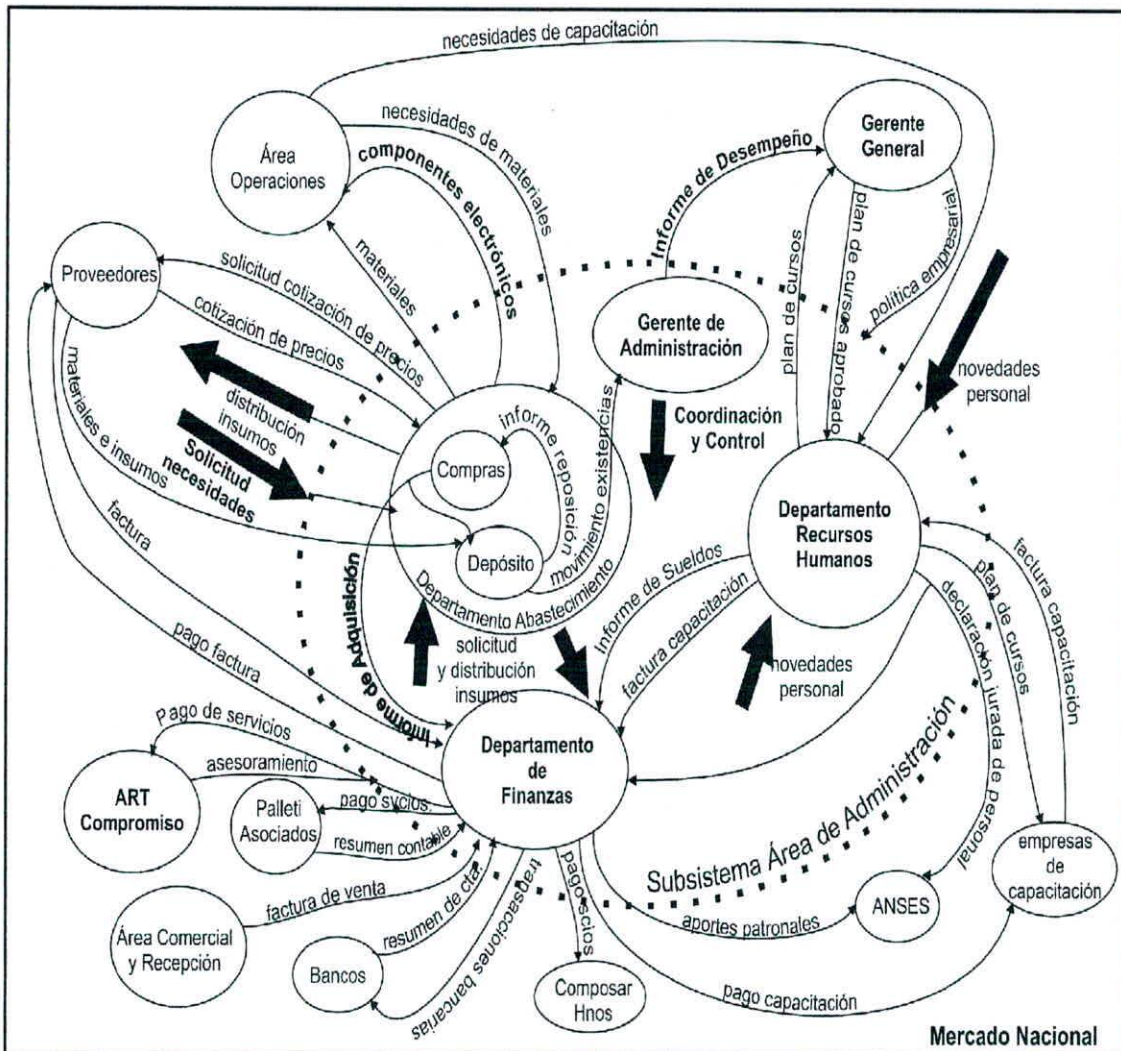 necesidades de capacitación
necesidades de materiales
Área
Operaciones
componentes electrónicos
materiales
Gerente
General
Informe de Desempeño
plan de cursos
plan de cursos aprobado
política empresarial
Proveedores
solicitud cotización de precios
cotización de precios
materiales e insumos
distribución
insumos
Solicitud
necesidades
factura
pago factura
Gerente de
Administración
Coordinación
y Control
novedades
personal
Compras
informe reposición
Depósito
movimiento existencias
Departamento Abastecimiento
Departamento
Recursos
Humanos
Informe de Adquisición
solicitud
y distribución
insumos
Informe de Sueldos
factura capacitación
novedades
personal
factura capacitación
plan de cursos
declaración jurada de personal
Departamento
de
Finanzas
Pago de servicios
asesoramiento
ART
Compromiso
Palleti
Asociados
pago svcios.
resumen contable
Subsistema Área de Administración
empresas
de
capacitación
factura de venta
Área Comercial
y Recepción
resumen de cta.
Bancos
tragsacciones bancarias
pagoscios
Composar
Hnos
aportes patronales
ANSES
pago capacitación
Mercado Nacional